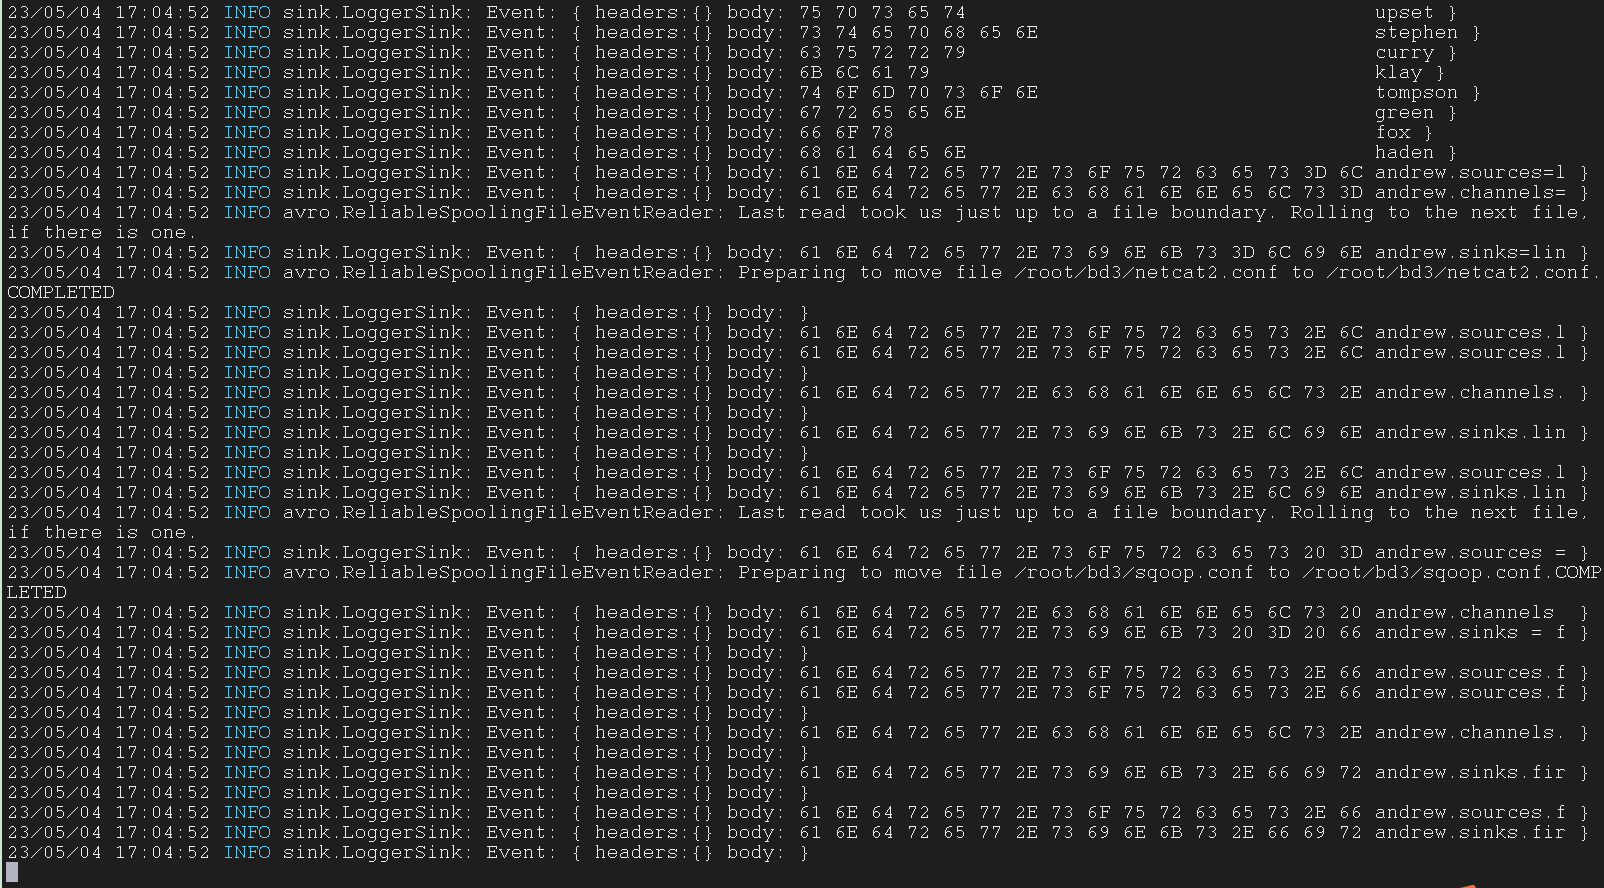 23/05/04 17:04:52 INFO sink.LoggerSink: Event: { headers:{} body: 75 70 73 65 74 upset }
23/05/04 17:04:52 INFO sink.LoggerSink: Event: { headers:{} body: 73 74 65 70 68 65 6E stephen }
23/05/04 17:04:52 INFO sink.LoggerSink: Event: { headers:{} body: 63 75 72 72 79 curry }
23/05/04 17:04:52 INFO sink.LoggerSink: Event: { headers:{} body: 6B 6C 61 79 klay }
23/05/04 17:04:52 INFO sink.LoggerSink: Event: { headers:{} body: 74 6F 6D 70 73 6F 6E tompson }
23/05/04 17:04:52 INFO sink.LoggerSink: Event: { headers:{} body: 67 72 65 65 6E green }
23/05/04 17:04:52 INFO sink.LoggerSink: Event: { headers:{} body: 66 6F 78 fox }
23/05/04 17:04:52 INFO sink.LoggerSink: Event: { headers:{} body: 68 61 64 65 6E haden }
23/05/04 17:04:52 INFO sink.LoggerSink: Event: { headers:{} body: 61 6E 64 72 65 77 2E 73 6F 75 72 63 65 73 3D 6C andrew.sources=l }
23/05/04 17:04:52 INFO sink.LoggerSink: Event: { headers:{} body: 61 6E 64 72 65 77 2E 63 68 61 6E 6E 65 6C 73 3D andrew.channels= }
23/05/04 17:04:52 INFO avro.ReliableSpoolingFileEventReader: Last read took us just up to a file boundary. Rolling to the next file,
if there is one.
23/05/04 17:04:52 INFO sink.LoggerSink: Event: { headers:{} body: 61 6E 64 72 65 77 2E 73 69 6E 6B 73 3D 6C 69 6E andrew.sinks=lin }
23/05/04 17:04:52 INFO avro.ReliableSpoolingFileEventReader: Preparing to move file /root/bd3/netcat2.conf to /root/bd3/netcat2.conf.
COMPLETED
23/05/04 17:04:52 INFO sink.LoggerSink: Event: { headers:{} body: }
23/05/04 17:04:52 INFO sink.LoggerSink: Event: { headers:{} body: 61 6E 64 72 65 77 2E 73 6F 75 72 63 65 73 2E 6C andrew.sources.l }
23/05/04 17:04:52 INFO sink.LoggerSink: Event: { headers:{} body: 61 6E 64 72 65 77 2E 73 6F 75 72 63 65 73 2E 6C andrew.sources.l }
23/05/04 17:04:52 INFO sink.LoggerSink: Event: { headers:{} body: }
23/05/04 17:04:52 INFO sink.LoggerSink: Event: { headers:{} body: 61 6E 64 72 65 77 2E 63 68 61 6E 6E 65 6C 73 2E andrew.channels. }
23/05/04 17:04:52 INFO sink.LoggerSink: Event: { headers:{} body: }
23/05/04 17:04:52 INFO sink.LoggerSink: Event: { headers:{} body: 61 6E 64 72 65 77 2E 73 69 6E 6B 73 2E 6C 69 6E andrew.sinks.lin }
23/05/04 17:04:52 INFO sink.LoggerSink: Event: { headers:{} body: }
23/05/04 17:04:52 INFO sink.LoggerSink: Event: { headers:{} body: 61 6E 64 72 65 77 2E 73 6F 75 72 63 65 73 2E 6C andrew.sources.l }
23/05/04 17:04:52 INFO sink.LoggerSink: Event: { headers:{} body: 61 6E 64 72 65 77 2E 73 69 6E 6B 73 2E 6C 69 6E andrew.sinks.lin }
23/05/04 17:04:52 INFO avro.ReliableSpoolingFileEventReader: Last read took us just up to a file boundary. Rolling to the next file,
if there is one.
23/05/04 17:04:52 INFO sink.LoggerSink: Event: { headers:{} body: 61 6E 64 72 65 77 2E 73 6F 75 72 63 65 73 20 3D andrew.sources = }
23/05/04 17:04:52 INFO avro.ReliableSpoolingFileEventReader: Preparing to move file /root/bd3/sqoop.conf to /root/bd3/sqoop.conf.COMP
LETED
23/05/04 17:04:52 INFO sink.LoggerSink: Event: { headers:{} body: 61 6E 64 72 65 77 2E 63 68 61 6E 6E 65 6C 73 20 andrew.channels  }
23/05/04 17:04:52 INFO sink.LoggerSink: Event: { headers:{} body: 61 6E 64 72 65 77 2E 73 69 6E 6B 73 20 3D 20 66 andrew.sinks = f }
23/05/04 17:04:52 INFO sink.LoggerSink: Event: { headers:{} body: }
23/05/04 17:04:52 INFO sink.LoggerSink: Event: { headers:{} body: 61 6E 64 72 65 77 2E 73 6F 75 72 63 65 73 2E 66 andrew.sources.f }
23/05/04 17:04:52 INFO sink.LoggerSink: Event: { headers:{} body: 61 6E 64 72 65 77 2E 73 6F 75 72 63 65 73 2E 66 andrew.sources.f }
23/05/04 17:04:52 INFO sink.LoggerSink: Event: { headers:{} body: }
23/05/04 17:04:52 INFO sink.LoggerSink: Event: { headers:{} body: 61 6E 64 72 65 77 2E 63 68 61 6E 6E 65 6C 73 2E andrew.channels. }
23/05/04 17:04:52 INFO sink.LoggerSink: Event: { headers:{} body: }
23/05/04 17:04:52 INFO sink.LoggerSink: Event: { headers:{} body: 61 6E 64 72 65 77 2E 73 69 6E 6B 73 2E 66 69 72 andrew.sinks.fir }
23/05/04 17:04:52 INFO sink.LoggerSink: Event: { headers:{} body: }
23/05/04 17:04:52 INFO sink.LoggerSink: Event: { headers:{} body: 61 6E 64 72 65 77 2E 73 6F 75 72 63 65 73 2E 66 andrew.sources.f }
23/05/04 17:04:52 INFO sink.LoggerSink: Event: { headers:{} body: 61 6E 64 72 65 77 2E 73 69 6E 6B 73 2E 66 69 72 andrew.sinks.fir }
23/05/04 17:04:52 INFO sink.LoggerSink: Event: { headers:{} body: }